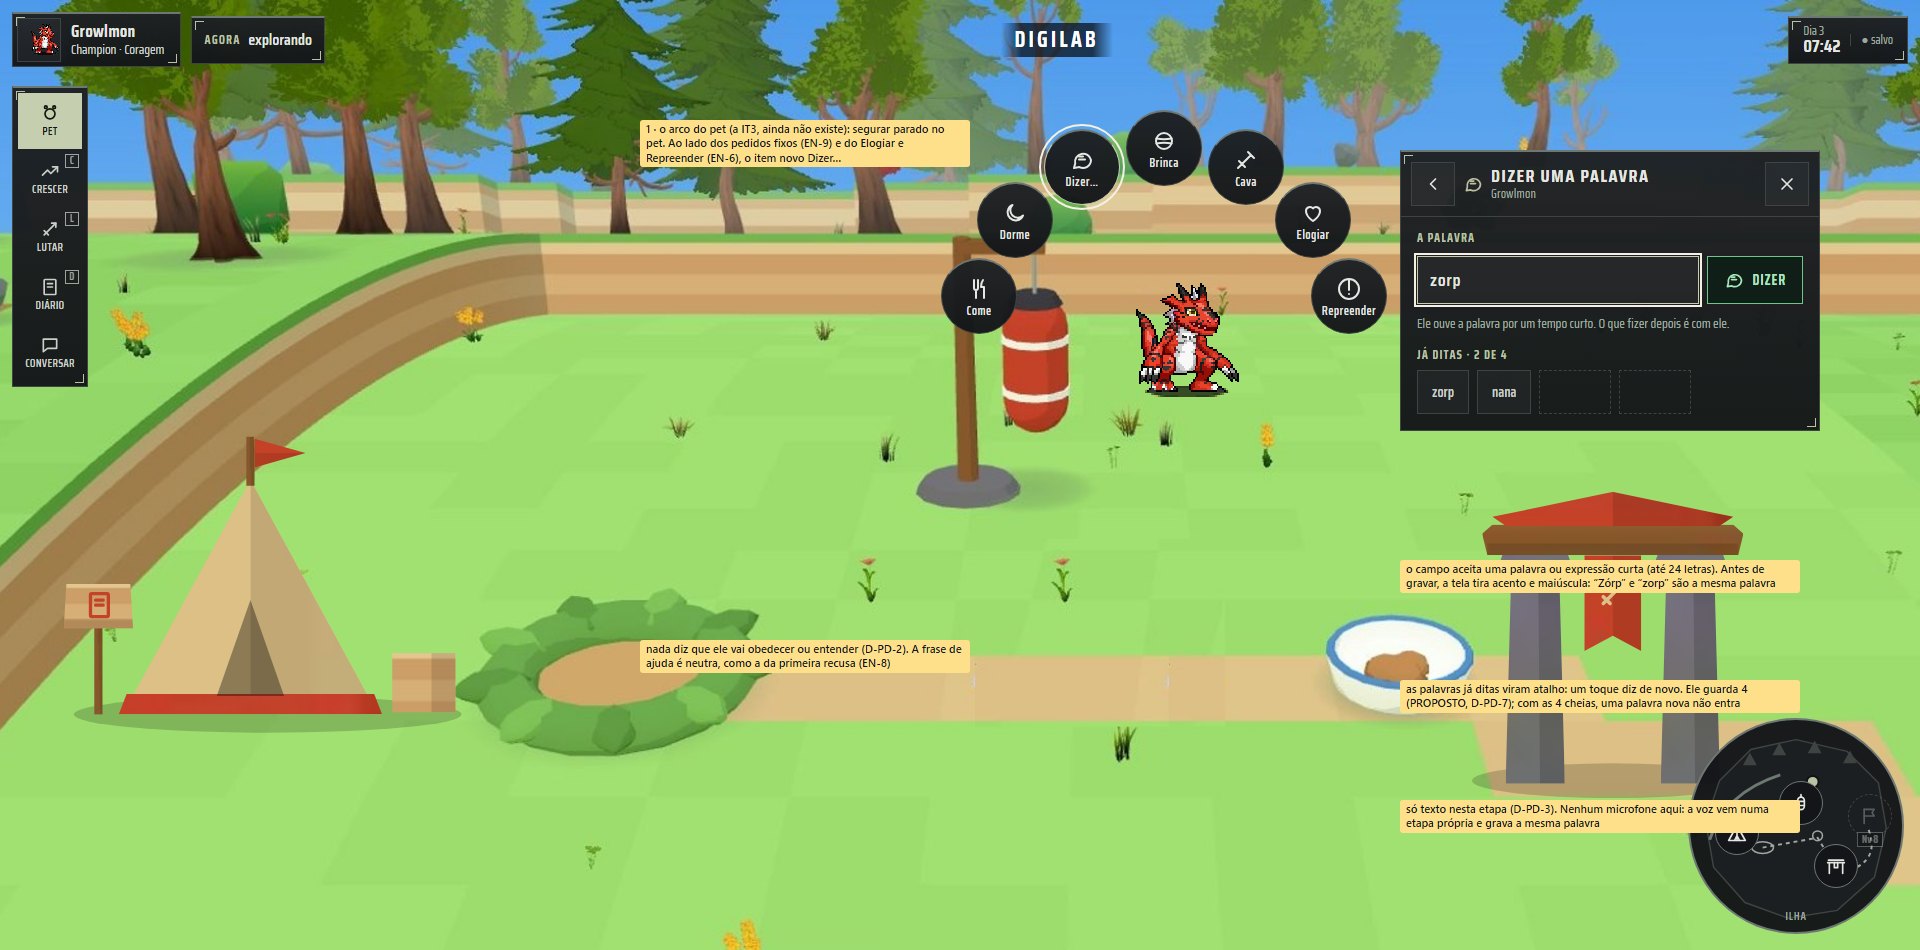 Growlmon
Champion · Coragem
AGORA explorando
DIGILAB
Dia 3
07:42
salvo
PET
C
CRESCER
L
LUTAR
D
DIÁRIO
CONVERSAR
1 · o arco do pet (a IT3, ainda não existe): segurar parado no
pet. Ao lado dos pedidos fixos (EN-9) e do Elogiar e
Repreender (EN-6), o item novo Dizer...
Dizer...
Brinca
Cava
Dorme
Elogiar
Come
Repreender
DIZER UMA PALAVRA
Growlmon
A PALAVRA
zorp
DIZER
Ele ouve a palavra por um tempo curto. O que fizer depois é com ele.
JÁ DITAS · 2 DE 4
zorp
nana
o campo aceita uma palavra ou expressão curta (até 24 letras). Antes de
gravar, a tela tira acento e maiúscula: “Zórp” e “zorp” são a mesma palavra
nada diz que ele vai obedecer ou entender (D-PD-2). A frase de
ajuda é neutra, como a da primeira recusa (EN-8)
as palavras já ditas viram atalho: um toque diz de novo. Ele guarda 4
(PROPOSTO, D-PD-7); com as 4 cheias, uma palavra nova não entra
só texto nesta etapa (D-PD-3). Nenhum microfone aqui: a voz vem numa
etapa própria e grava a mesma palavra
ILHA